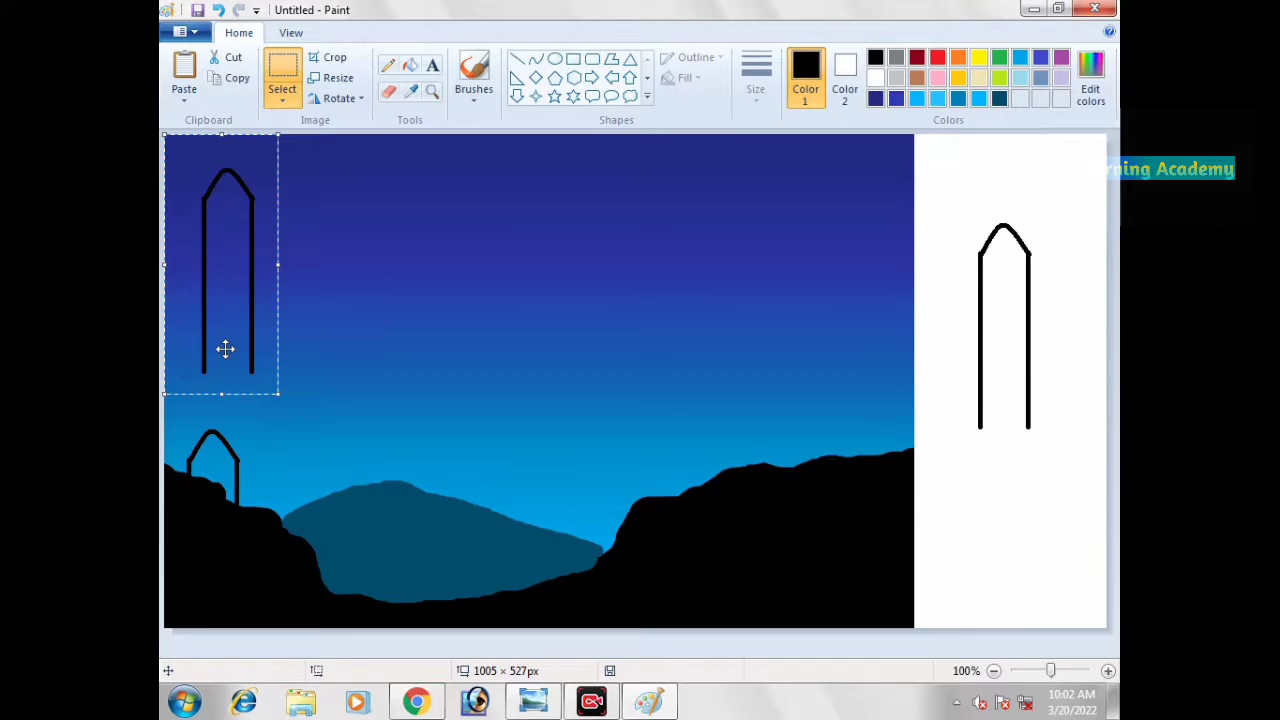 Untitled - Paint
Home
View
Paste
Cut
Copy
Clipboard
Select
Crop
Resize
Rotate
Image
A
Tools
Brushes
Outline
Fill
Shapes
Size
Color 1
Color 2
Edit colors
Colors
rning Academy
1005 × 527px
100%
10:02 AM
3/20/2022